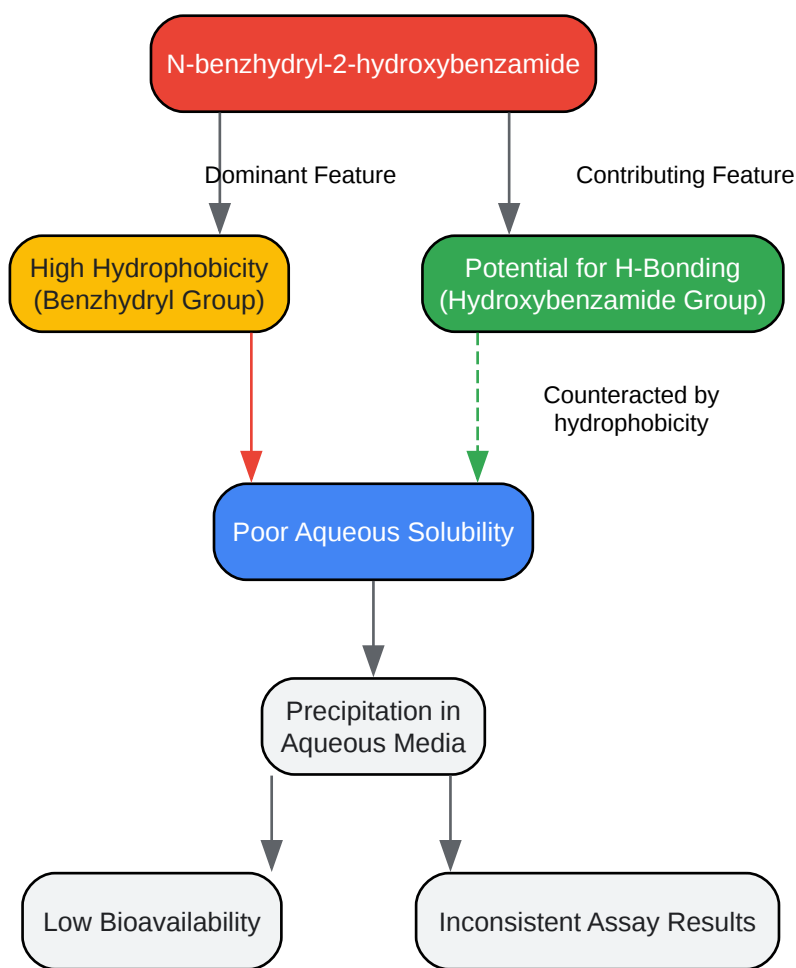 N-benzhydryl-2-hydroxybenzamide
Dominant Feature
Contributing Feature
High Hydrophobicity
(Benzhydryl Group)
Potential for H-Bonding
(Hydroxybenzamide Group)
Counteracted by
hydrophobicity
Poor Aqueous Solubility
Precipitation in
Aqueous Media
Low Bioavailability
Inconsistent Assay Results